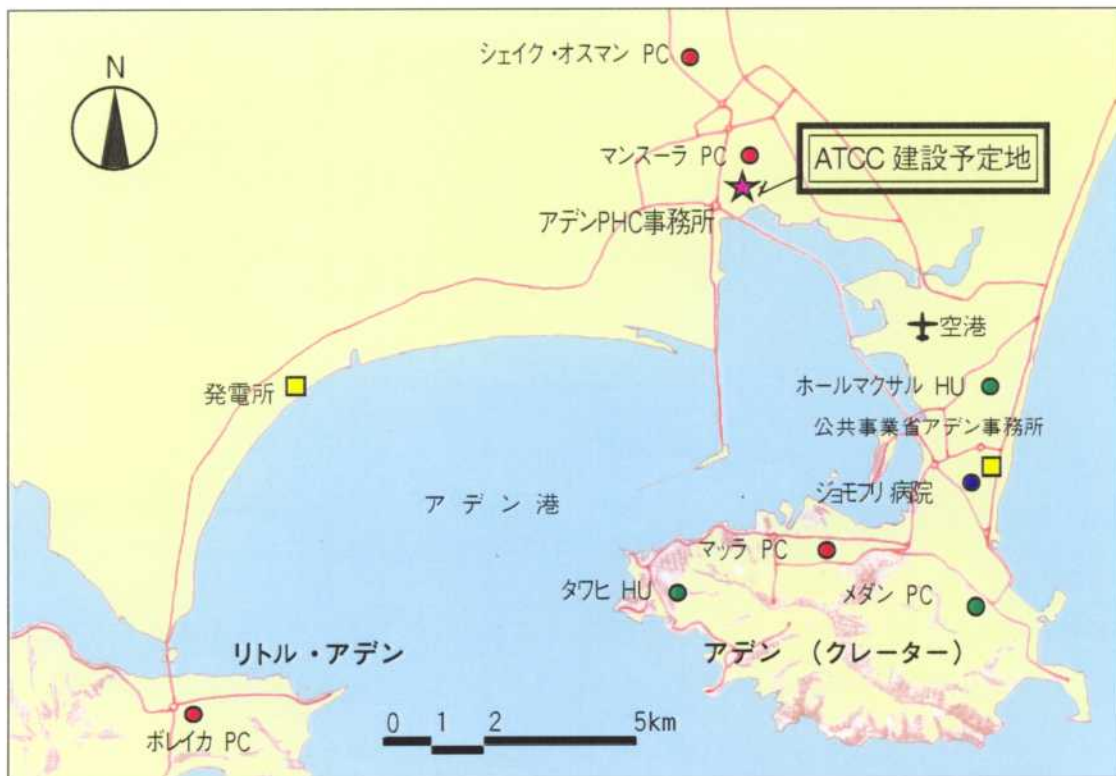 N
シェイク・オスマン PC
マンスーラ PC
ATCC 建設予定地
アデンPHC事務所
空港
発電所
ホールマクサル HU
公共事業省アデン事務所
ジョモフリ 病院
アデン港
マッラ PC
タワヒ HU
メダン PC
リトル・アデン
アデン (クレーター)
ボレイカ PC
0 1 2 5km